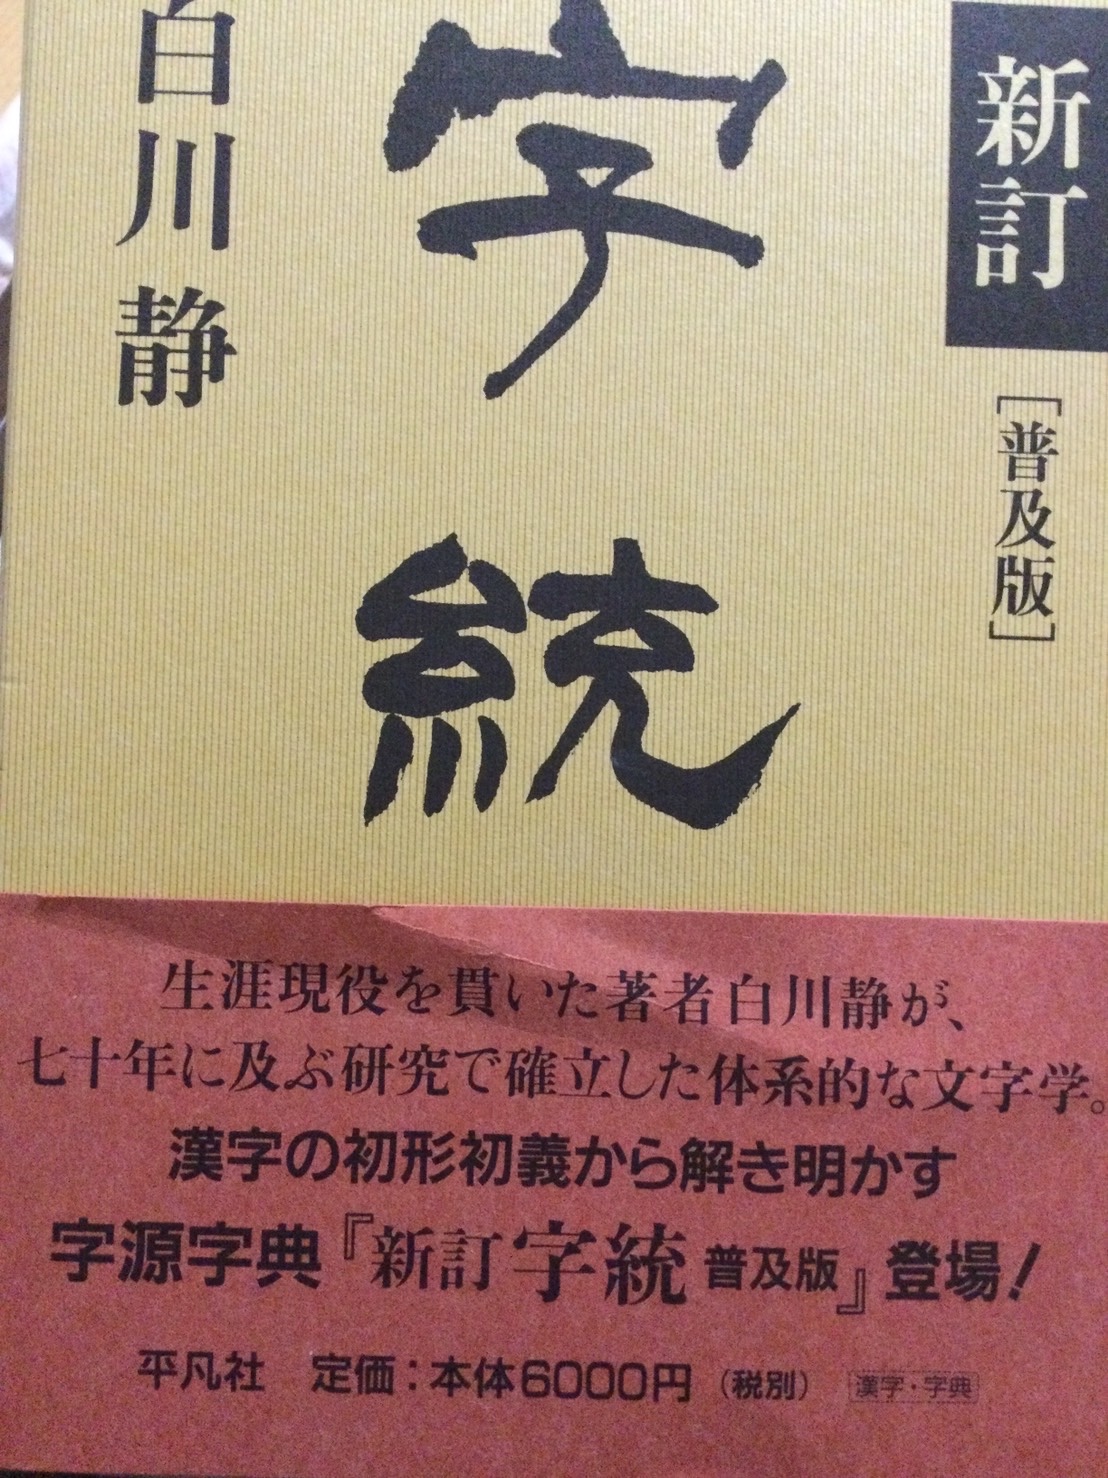 新訂
［普及版］
字統
白川静
生涯現役を貫いた著者白川静が、
七十年に及ぶ研究で確立した体系的な文字学。
漢字の初形初義から解き明かす
字源字典『新訂 字統 普及版』登場！
平凡社　定価：本体6000円（税別）　漢字・字典